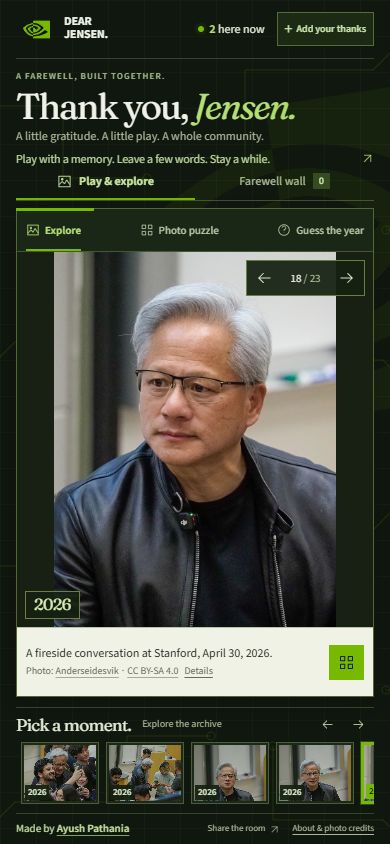 DEAR
JENSEN.
2 here now
+ Add your thanks
A FAREWELL, BUILT TOGETHER.
Thank you, Jensen.
A little gratitude. A little play. A whole community.
Play with a memory. Leave a few words. Stay a while.
Play & explore
Farewell wall 0
Explore
Photo puzzle
Guess the year
18 / 23
2026
A fireside conversation at Stanford, April 30, 2026.
Photo: Anderseidesvik · CC BY-SA 4.0 Details
Pick a moment. Explore the archive
2026
2026
2026
2026
Made by Ayush Pathania
Share the room
About & photo credits